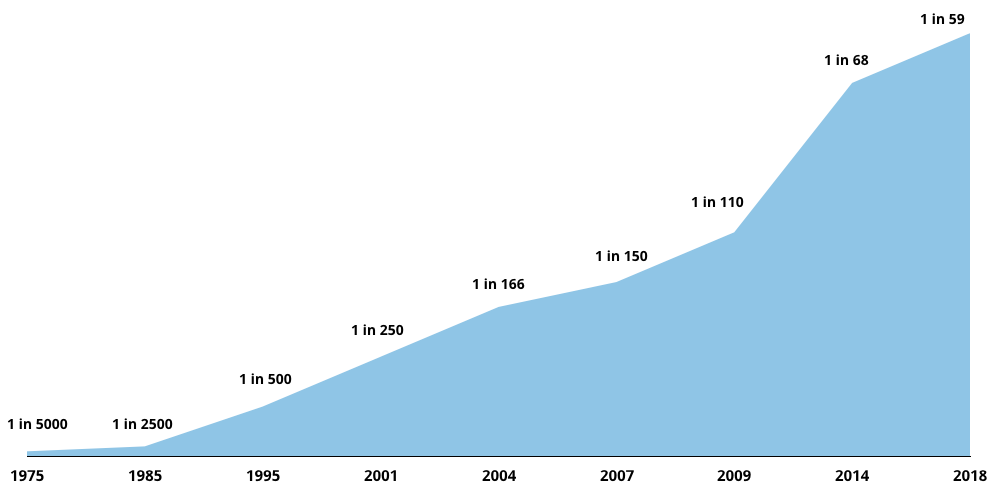 1 in 59
1 in 68
1 in 110
1 in 150
1 in 166
1 in 250
1 in 500
1 in 5000 1 in 2500
1975 1985 1995 2001 2004 2007 2009 2014 2018